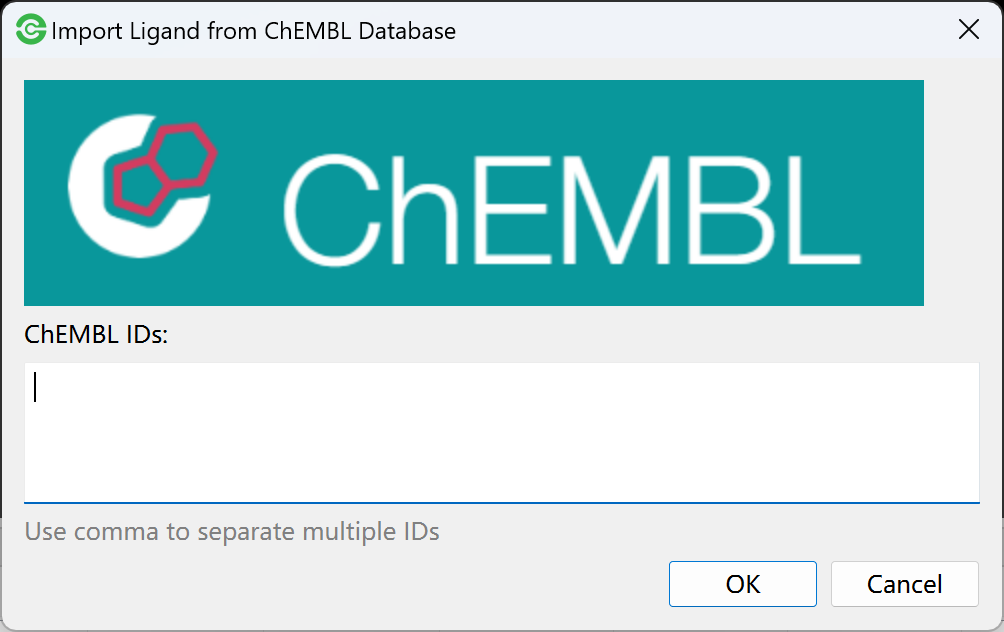 Import Ligand from ChEMBL Database
ChEMBL
ChEMBL IDs:
Use comma to separate multiple IDs
OK Cancel